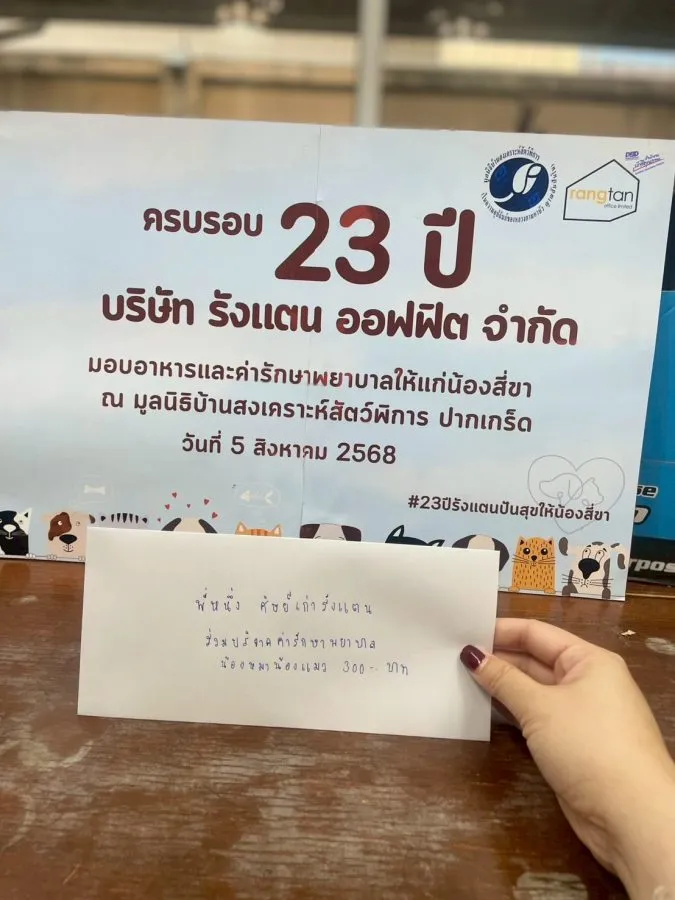 rangtan
office limited
ครบรอบ 23 ปี
บริษัท รังแตน ออฟฟิต จำกัด
มอบอาหารและค่ารักษาพยาบาลให้แก่น้องสี่ขา
ณ มูลนิธิบ้านสงเคราะห์สัตว์พิการ ปากเกร็ด
วันที่ 5 สิงหาคม 2568
#23ปีรังแตนปันสุขให้น้องสี่ขา
พี่หนึ่ง ศิษย์เก่ารังแตน
ร่วมบริจาคค่ารักษาพยาบาล
น้องหมาน้องแมว 300.- บาท